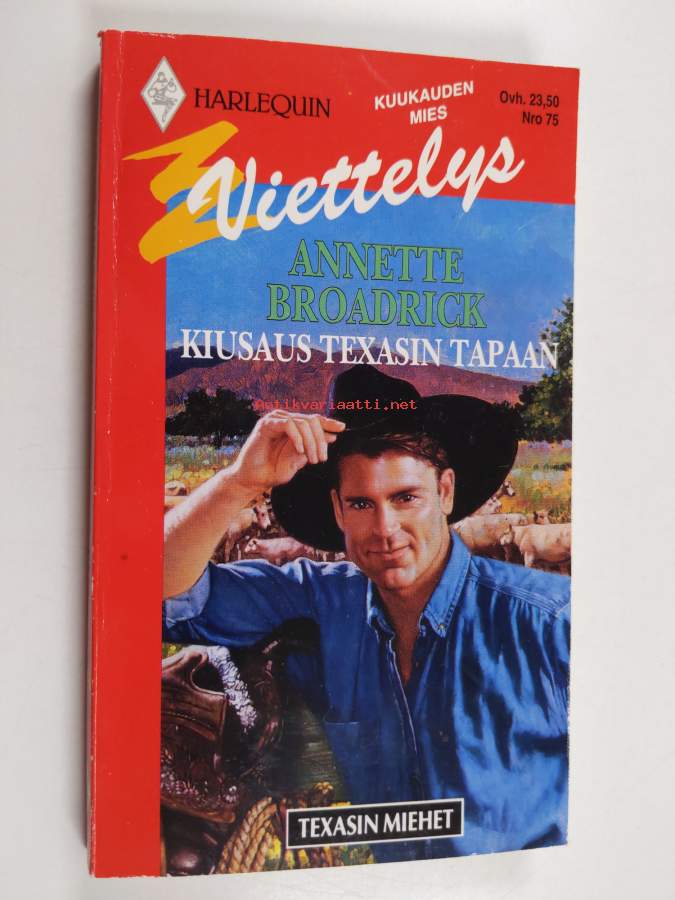 HARLEQUIN
KUUKAUDEN
MIES
Ovh. 23,50
Nro 75
Viettelys
ANNETTE
BROADRICK
KIUSAUS TEXASIN TAPAAN
Antikvariaatti.net
TEXASIN MIEHET